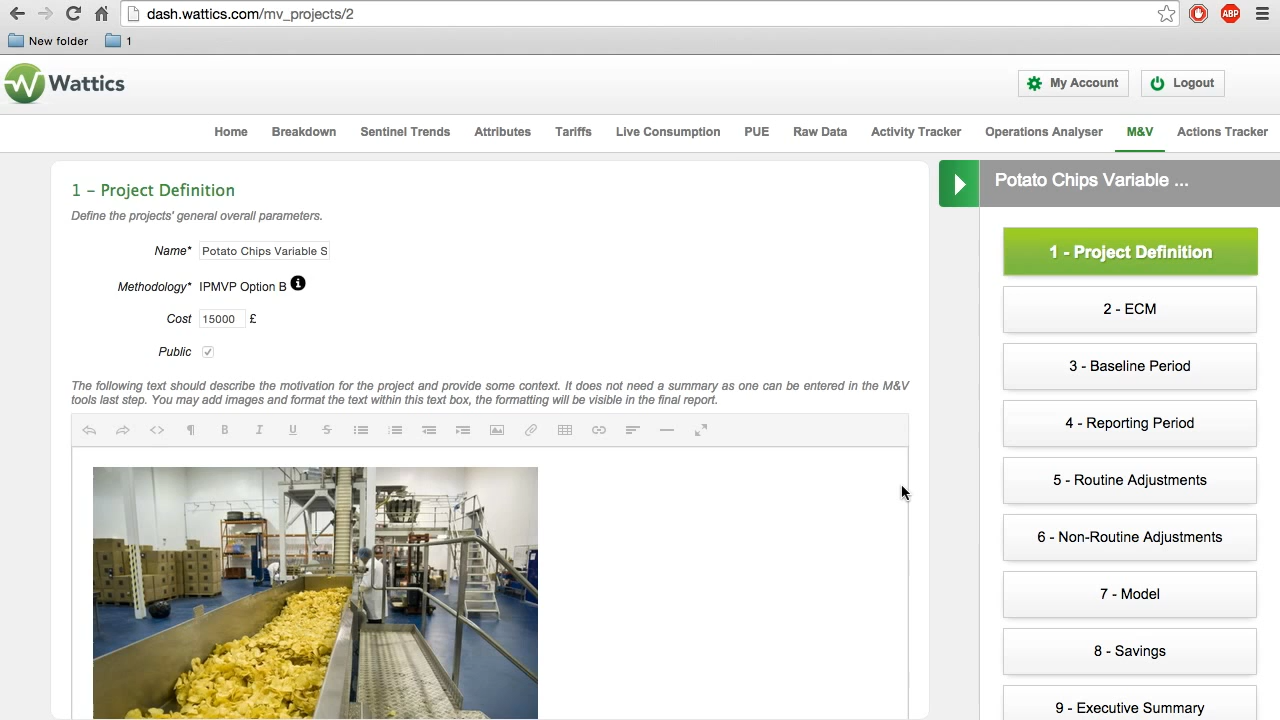 dash.wattics.com/mv_projects/2
ABP
New folder
1
Wattics
My Account
Logout
Home Breakdown Sentinel Trends Attributes Tariffs Live Consumption PUE Raw Data Activity Tracker Operations Analyser M&V Actions Tracker
1 – Project Definition
Define the projects' general overall parameters.
Name* Potato Chips Variable S
Methodology* IPMVP Option B
Cost 15000 £
Public
The following text should describe the motivation for the project and provide some context. It does not need a summary as one can be entered in the M&V
tools last step. You may add images and format the text within this text box, the formatting will be visible in the final report.
Potato Chips Variable ...
1 - Project Definition
2 - ECM
3 - Baseline Period
4 - Reporting Period
5 - Routine Adjustments
6 - Non-Routine Adjustments
7 - Model
8 - Savings
9 - Executive Summary